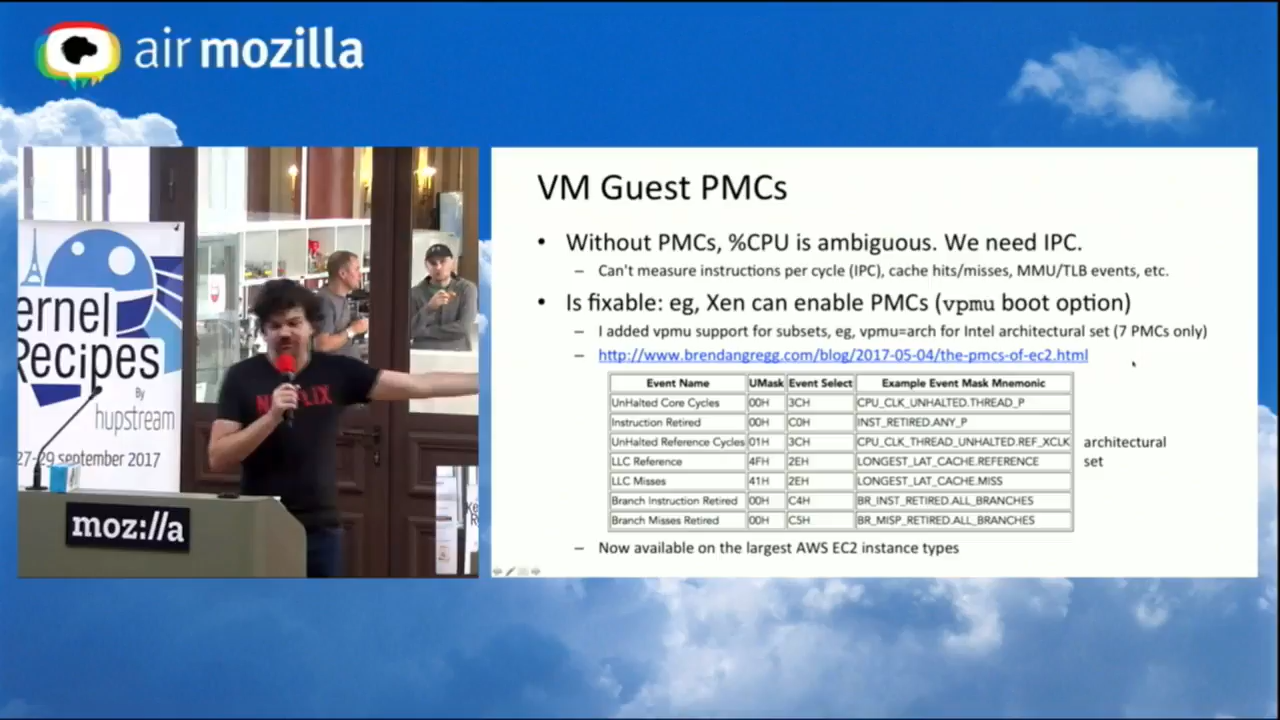 air mozilla
ernel
Recipes
By
hupstream
27-29 september 2017
moz://a
NETFLIX
VM Guest PMCs
• Without PMCs, %CPU is ambiguous. We need IPC.
– Can't measure instructions per cycle (IPC), cache hits/misses, MMU/TLB events, etc.
• Is fixable: eg, Xen can enable PMCs (vpmu boot option)
– I added vpmu support for subsets, eg, vpmu=arch for Intel architectural set (7 PMCs only)
– http://www.brendangregg.com/blog/2017-05-04/the-pmcs-of-ec2.html
Event Name UMask Event Select Example Event Mask Mnemonic
UnHalted Core Cycles 00H 3CH CPU_CLK_UNHALTED.THREAD_P
Instruction Retired 00H C0H INST_RETIRED.ANY_P
UnHalted Reference Cycles 01H 3CH CPU_CLK_THREAD_UNHALTED.REF_XCLK
LLC Reference 4FH 2EH LONGEST_LAT_CACHE.REFERENCE
LLC Misses 41H 2EH LONGEST_LAT_CACHE.MISS
Branch Instruction Retired 00H C4H BR_INST_RETIRED.ALL_BRANCHES
Branch Misses Retired 00H C5H BR_MISP_RETIRED.ALL_BRANCHES
architectural
set
– Now available on the largest AWS EC2 instance types